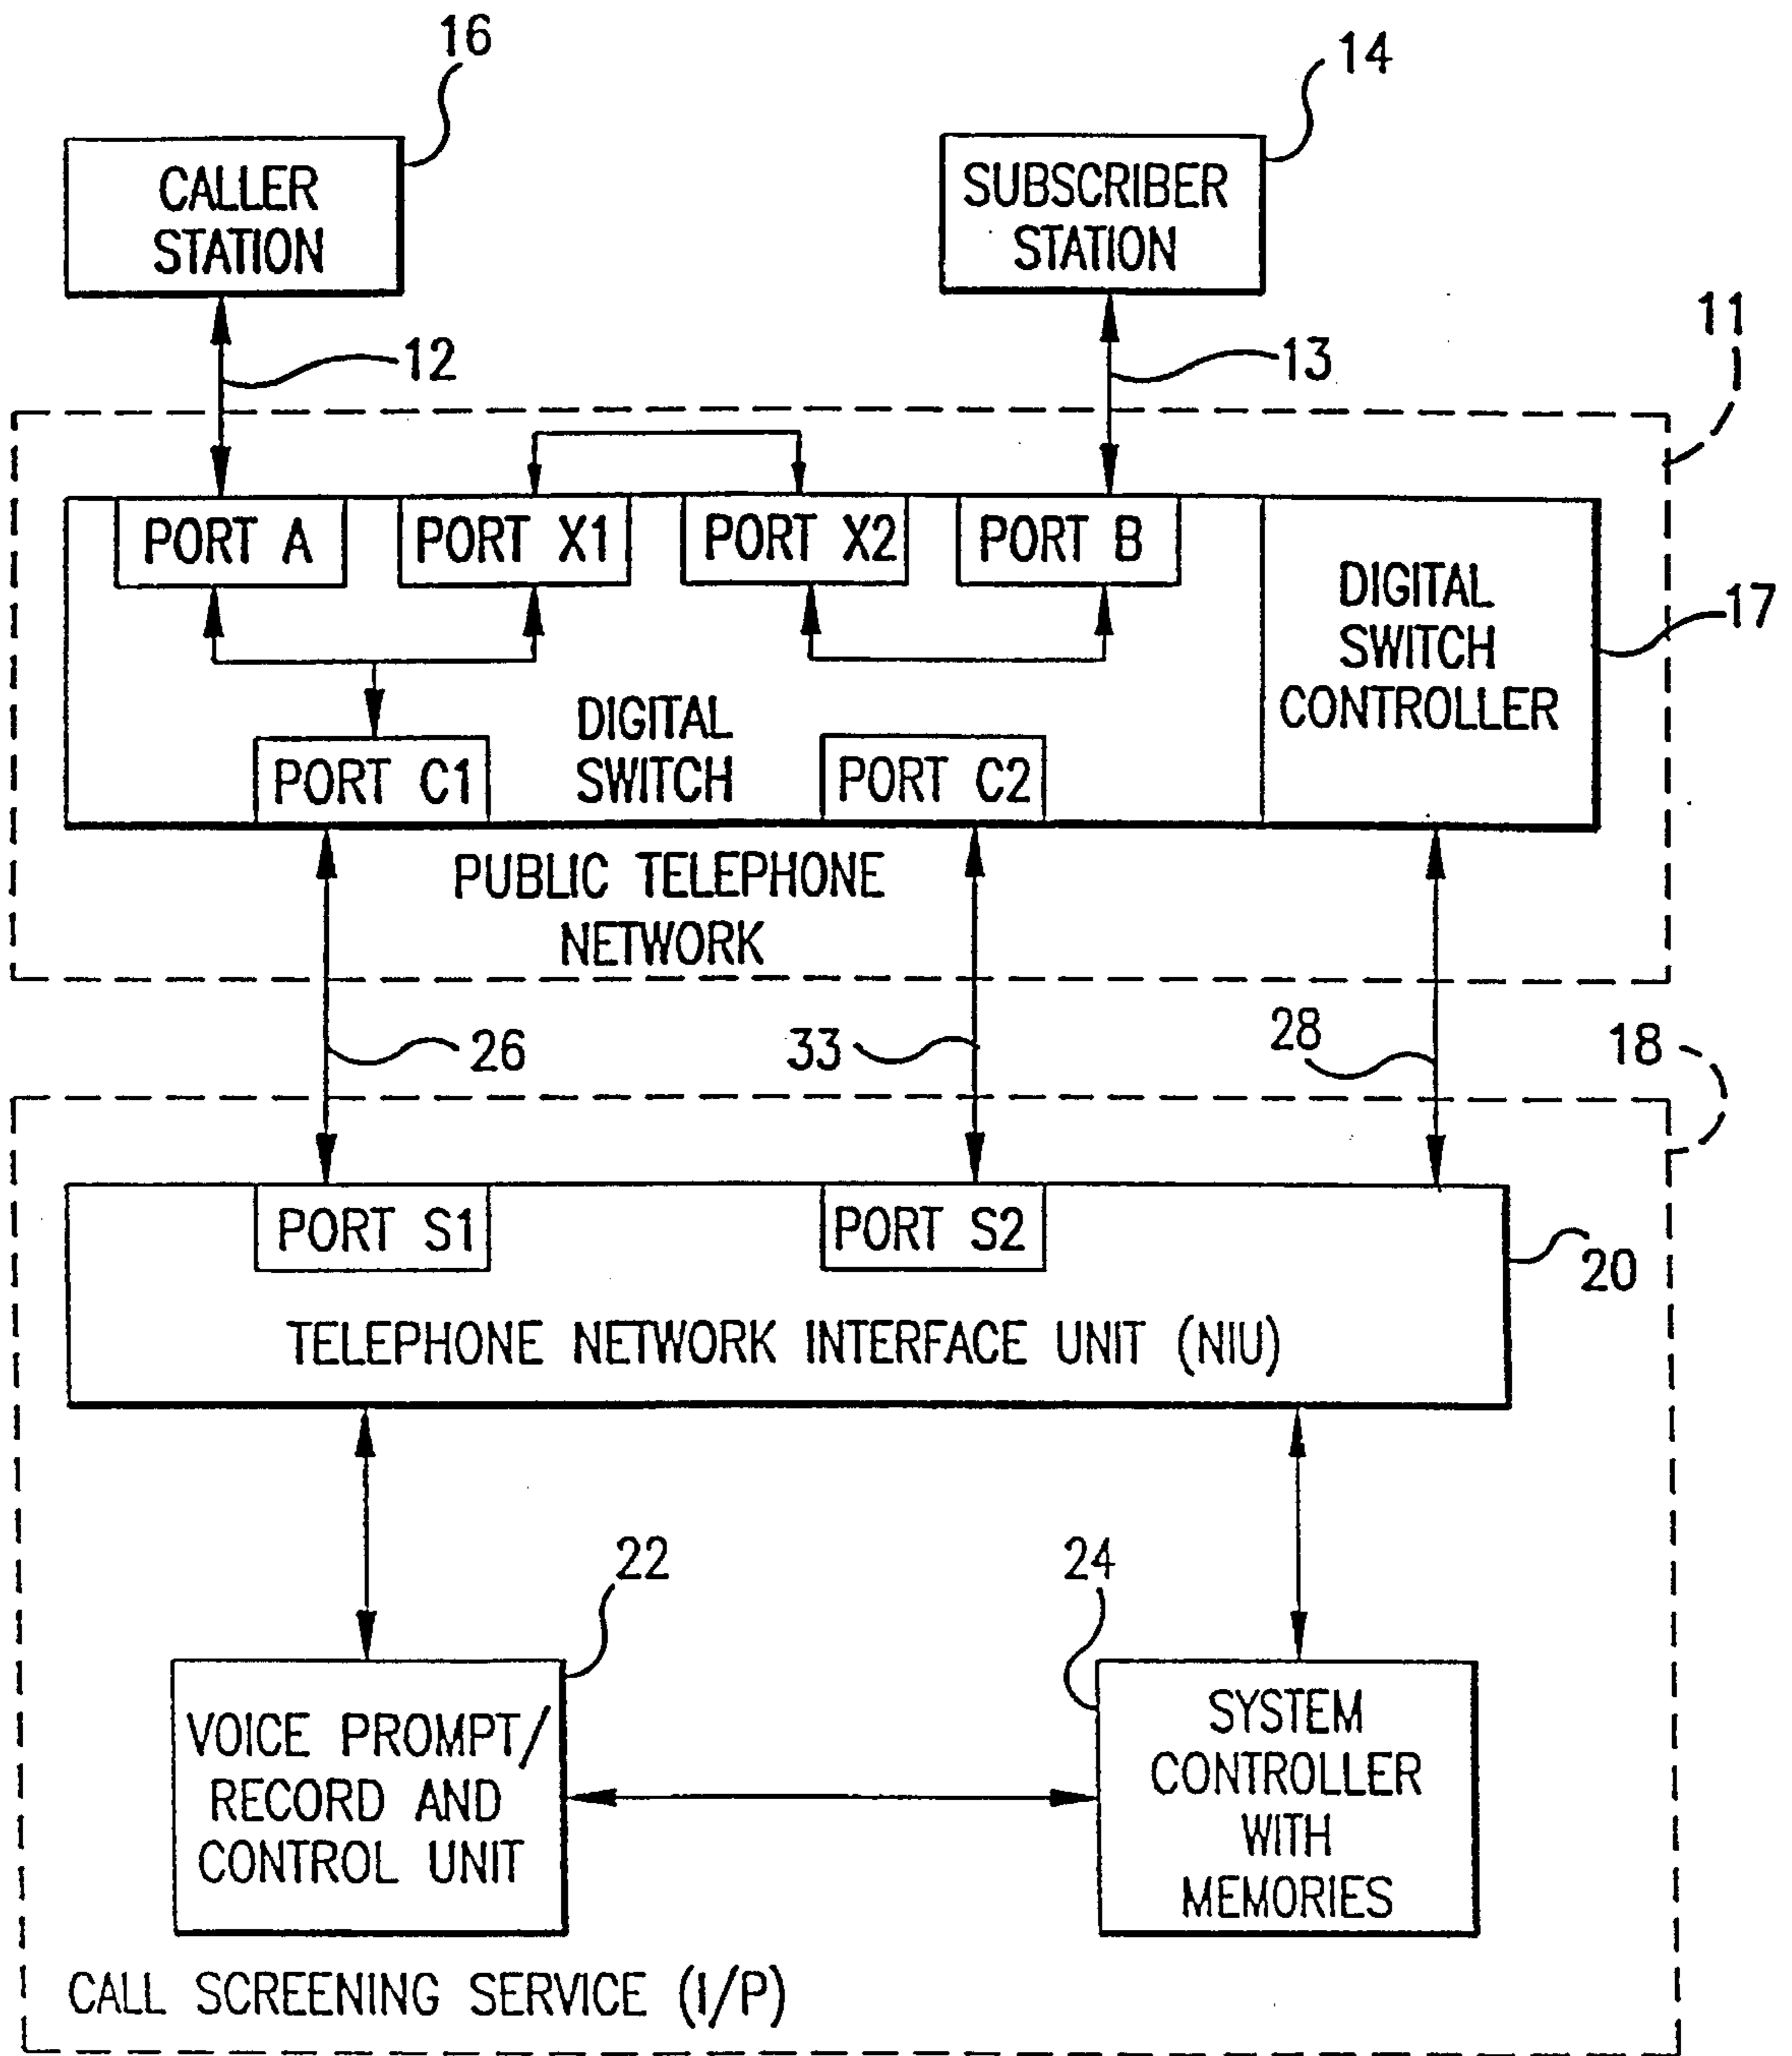 16
14
CALLER
STATION
SUBSCRIBER
STATION
11
12
13
PORT A
PORT X1
PORT X2
PORT B
DIGITAL
SWITCH
CONTROLLER
17
DIGITAL
SWITCH
PORT C1
PORT C2
PUBLIC TELEPHONE
NETWORK
26
33
28
18
PORT S1
PORT S2
20
TELEPHONE NETWORK INTERFACE UNIT (NIU)
22
24
VOICE PROMPT/
RECORD AND
CONTROL UNIT
SYSTEM
CONTROLLER
WITH
MEMORIES
CALL SCREENING SERVICE (I/P)